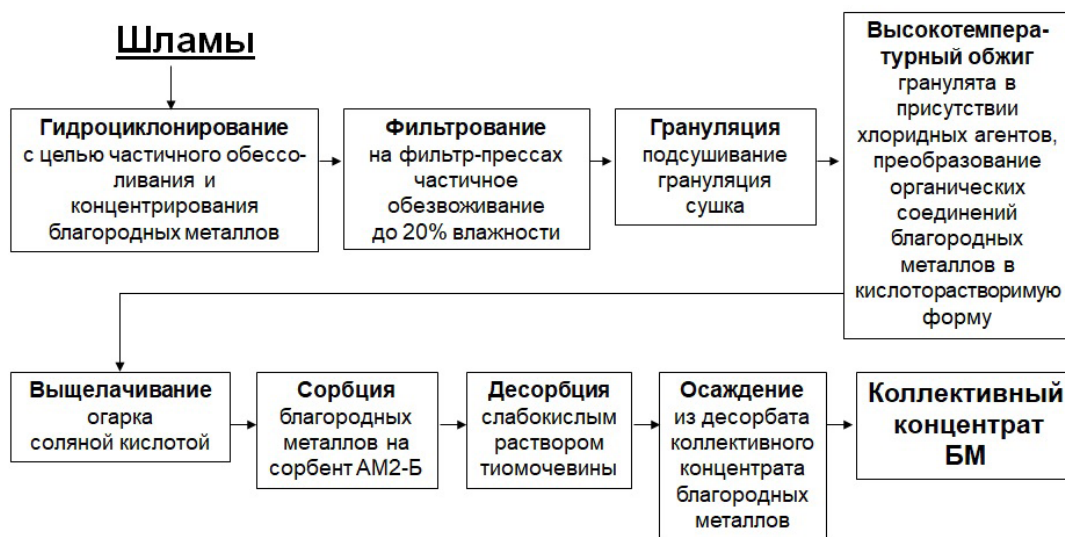 Шламы
Гидроциклонирование
с целью частичного обессо-
ливания и
концентрирования
благородных металлов
Фильтрование
на фильтр-прессах
частичное
обезвоживание
до 20% влажности
Грануляция
подсушивание
грануляция
сушка
Высокотемпера-
турный обжиг
гранулята в
присутствии
хлоридных агентов,
преобразование
органических
соединений
благородных
металлов в
кислоторастворимую
форму
Выщелачивание
огарка
соляной кислотой
Сорбция
благородных
металлов на
сорбент АМ2-Б
Десорбция
слабокислым
раствором
тиомочевины
Осаждение
из десорбата
коллективного
концентрата
благородных
металлов
Коллективный
концентрат
БМ